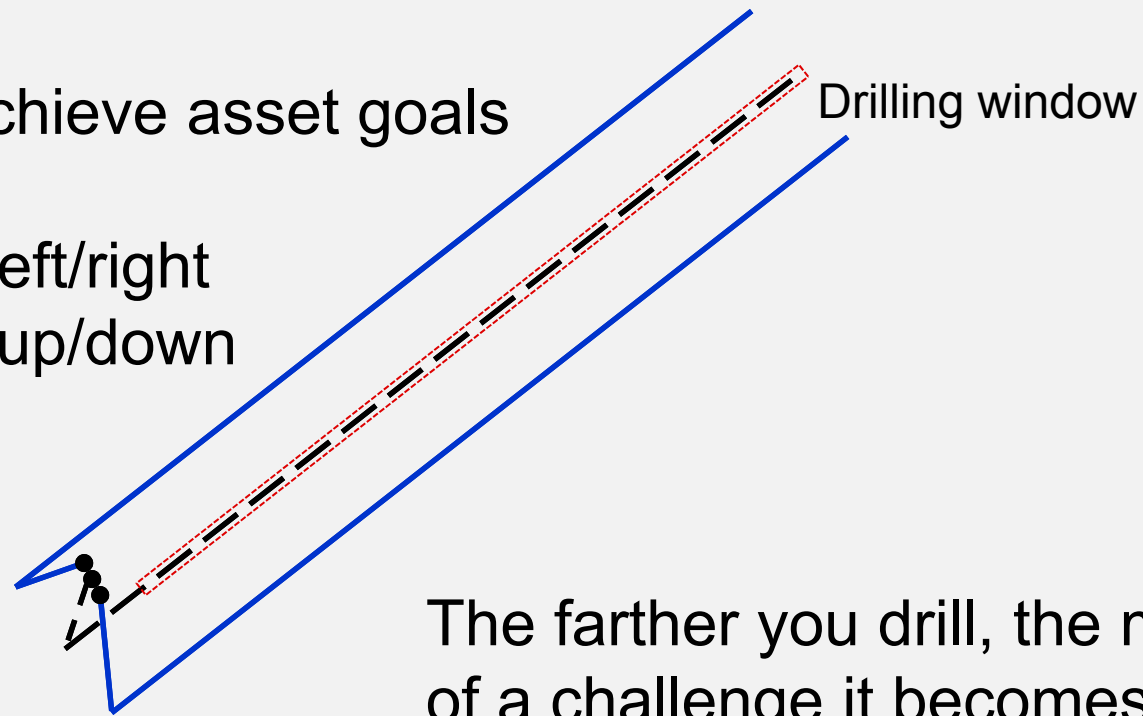 chieve asset goals
Drilling window
eft/right
up/down
The farther you drill, the
of a challenge it becomes